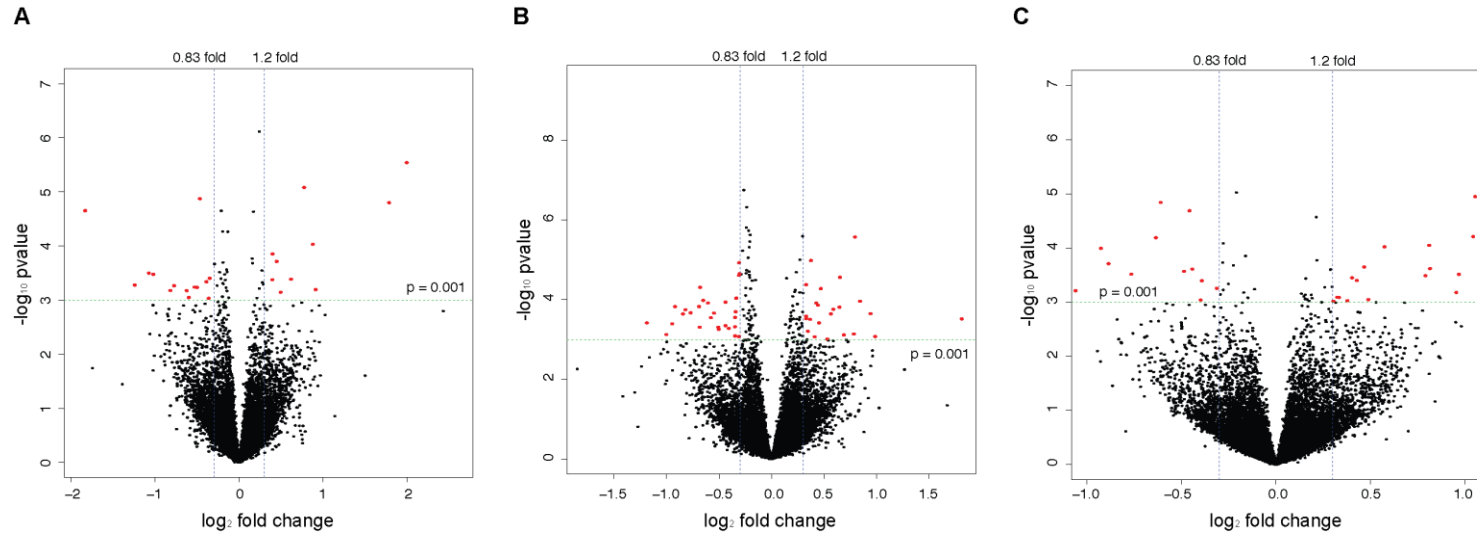 A
0.83 fold 1.2 fold
7
6
5
4
3
2
1
0
p = 0.001
-log₁₀ pvalue
−2 −1 0 1 2
log₂ fold change
B
0.83 fold 1.2 fold
8
6
4
2
0
p = 0.001
-log₁₀ pvalue
−1.5 −1.0 −0.5 0.0 0.5 1.0 1.5
log₂ fold change
C
0.83 fold 1.2 fold
7
6
5
4
3
2
1
0
p = 0.001
-log₁₀ pvalue
−1.0 −0.5 0.0 0.5 1.0
log₂ fold change